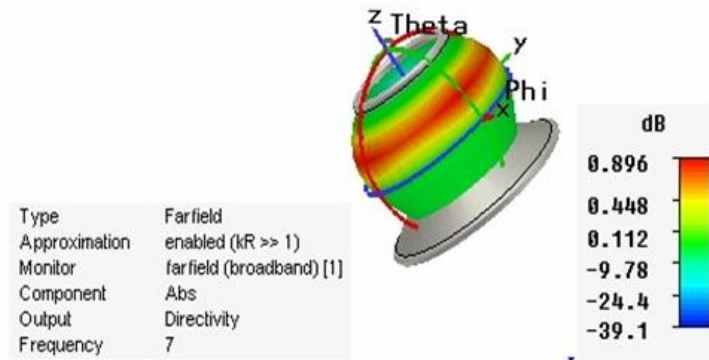 z Theta
y
Phi
x
dB
0.896
0.448
0.112
-9.78
-24.4
-39.1
Type Farfield
Approximation enabled (kR >> 1)
Monitor farfield (broadband) [1]
Component Abs
Output Directivity
Frequency 7